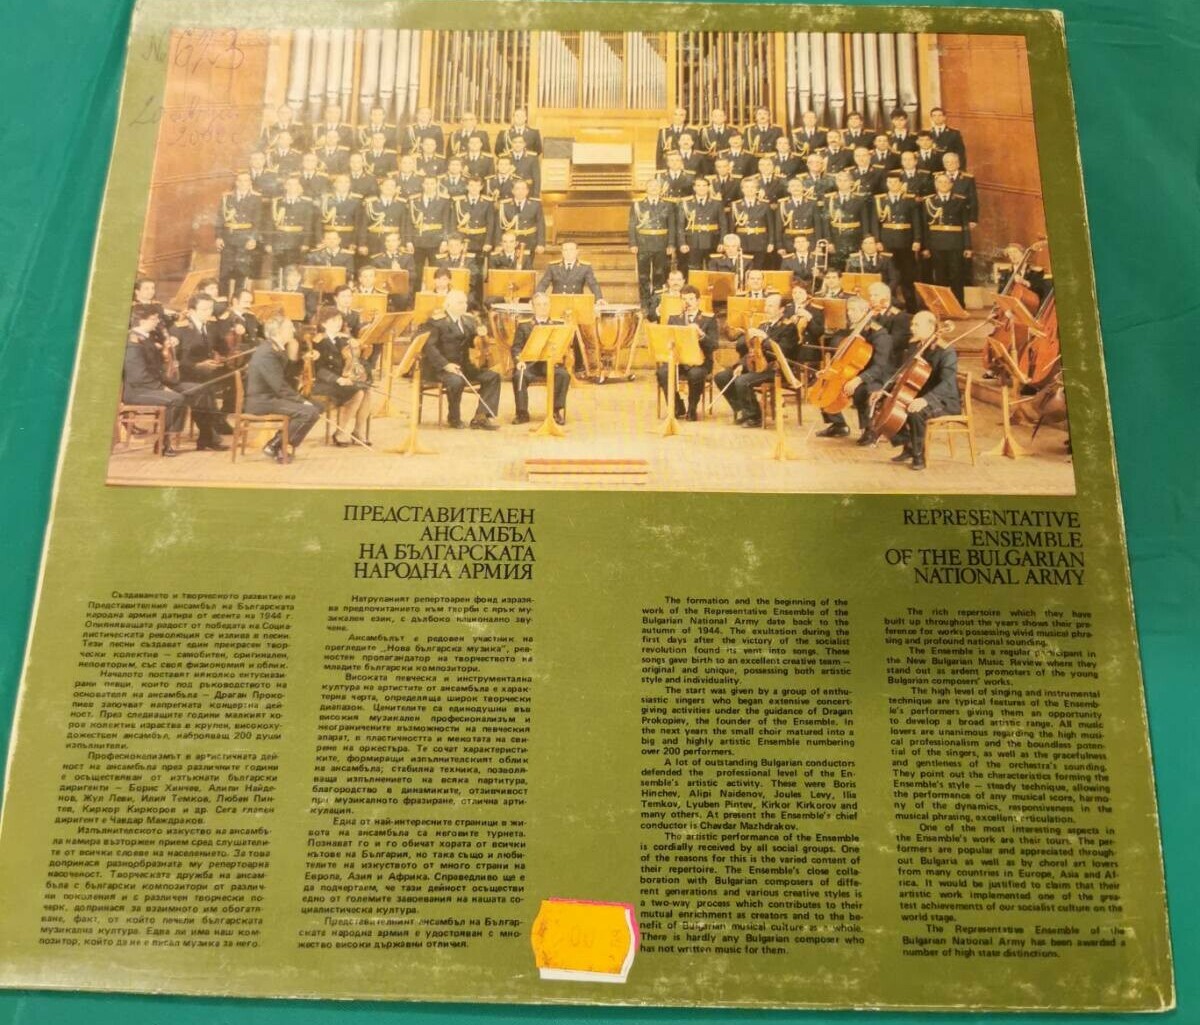 № 613
ПРЕДСТАВИТЕЛЕН
АНСАМБЪЛ
НА БЪЛГАРСКАТА
НАРОДНА АРМИЯ
Създаването и творческото развитие на
Представителния ансамбъл на Българската
народна армия датира от есента на 1944 г.
Опияняващата радост от победата на Соци-
листическата революция се излива в песни.
Тези песни създават един прекрасен твор-
чески колектив — самобитен, оригинален,
неповторим, със своя физиономия и облик.
Началото поставят няколко ентусиази-
рани певци, които под ръководството на
основателя на ансамбъла — Драган Проко-
пиев започват напрегната концертна дей-
ност. През следващите години малкият хо-
ров колектив израства в крупен, високоху-
дожествен ансамбъл, наброяващ 200 души
изпълнители.
Професионализмът в артистичната дей-
ност на ансамбъла през различните години
е осъществяван от изтъкнати български
диригенти — Борис Хинчев, Алипи Найде-
нов, Жул Леви, Илия Темков, Любен Пин-
тев, Киркор Киркоров и др. Сега главен
диригент е Чавдар Маждраков.
Изпълнителското изкуство на ансамбъ-
ла намира възторжен прием сред слушатели-
те от всички слоеве на населението. За това
допринася разнообразната му репертоарна
насоченост. Творческата дружба на ансам-
бъла с български композитори от различ-
ни поколения и с различен творчески по-
черк, допринася за взаимното им обогатя-
ване, факт, от който печели българската
музикална култура. Едва ли има наш ком-
позитор, който да не е писал музика за него.
Натрупаният репертоарен фонд изразя-
ва предпочитанието към творби с ярък му-
зикален език, с дълбоко национално зву-
чене.
Ансамбълът е редовен участник на
прегледите „Нова българска музика", рев-
ностен пропагандатор на творчеството на
младите български композитори.
Високата певческа и инструментална
култура на артистите от ансамбъла е харак-
терна черта, определяща широк творчески
диапазон. Ценителите са единодушни във
високия музикален професионализъм и
неограничените възможности на певческия
апарат, в пластичността и мекотата на сви-
рене на оркестъра. Те сочат характеристи-
ките, формиращи изпълнителският облик
на ансамбъла; стабилна техника, позволя-
ваща изпълнението на всяка партитура,
благородство в динамиките, отзивчивост
при музикалното фразиране, отлична арти-
кулация.
Една от най-интересните страници в жи-
вота на ансамбъла са неговите турнета.
Познават го и го обичат хората от всички
кътове на България, но така също и любите-
лите на изкуството от много страни на
Европа, Азия и Африка. Справедливо ще е
да подчертаем, че тази дейност осъществи
едно от големите завоевания на нашата со-
циалистическа култура.
Представителният ансамбъл на Българ-
ската народна армия е удостояван с мно-
жество високи държавни отличия.
REPRESENTATIVE
ENSEMBLE
OF THE BULGARIAN
NATIONAL ARMY
The formation and the beginning of the
work of the Representative Ensemble of the
Bulgarian National Army date back to the
autumn of 1944. The exultation during the
first days after the victory of the socialist
revolution found its vent into songs. These
songs gave birth to an excellent creative team —
original and unique, possessing both artistic
style and individuality.
The start was given by a group of enthu-
siastic singers who began extensive concert-
giving activities under the guidance of Dragan
Prokopiev, the founder of the Ensemble. In
the next years the small choir matured into a
big and highly artistic Ensemble numbering
over 200 performers.
A lot of outstanding Bulgarian conductors
defended the professional level of the En-
semble's artistic activity. These were Boris
Hinchev, Alipi Naidenov, Joules Levy, Ilia
Temkov, Lyuben Pintev, Kirkor Kirkorov and
many others. At present the Ensemble's chief
conductor is Chavdar Mazhdrakov.
The artistic performance of the Ensemble
is cordially received by all social groups. One
of the reasons for this is the varied content of
their repertoire. The Ensemble's close colla-
boration with Bulgarian composers of diffe-
rent generations and various creative styles is
a two-way process which contributes to their
mutual enrichment as creators and to the be-
nefit of Bulgarian musical culture as a whole.
There is hardly any Bulgarian composer who
has not written music for them.
The rich repertoire which they have
built up throughout the years shows their pre-
ference for works possessing vivid musical phra-
sing and profound national sounding.
The Ensemble is a regular participant in
the New Bulgarian Music Review where they
stand out as ardent promoters of the young
Bulgarian composers' works.
The high level of singing and instrumental
technique are typical features of the Ensemb-
le's performers giving them an opportunity
to develop a broad artistic range. All music
lovers are unanimous regarding the high musi-
cal professionalism and the boundless poten-
tial of the singers, as well as the gracefulness
and gentleness of the orchestra's sounding.
They point out the characteristics forming the
Ensemble's style — steady technique, allowing
the performance of any musical score, harmo-
ny of the dynamics, responsiveness in the
musical phrasing, excellent articulation.
One of the most interesting aspects in
the Ensemble's work are their tours. The per-
formers are popular and appreciated through-
out Bulgaria as well as by choral art lovers
from many countries in Europe, Asia and Af-
rica. It would be justified to claim that their
artistic work implemented one of the grea-
test achievements of our socialist culture on the
world stage.
The Representative Ensemble of the
Bulgarian National Army has been awarded a
number of high state distinctions.